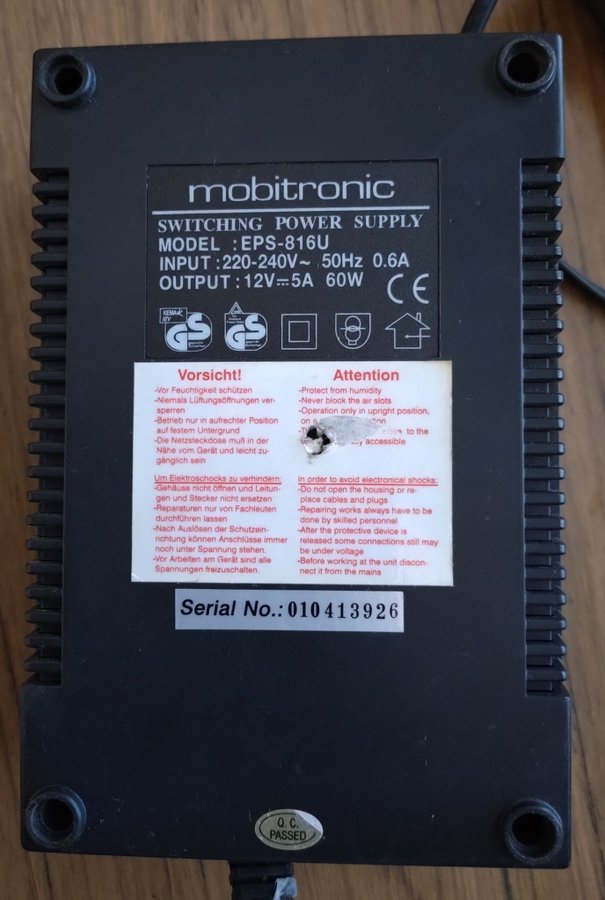 mobitronic
SWITCHING POWER SUPPLY
MODEL :EPS-816U
INPUT :220-240V~ 50Hz 0.6A
OUTPUT :12V⎓5A 60W
CE
GS
GS
Vorsicht!
-Vor Feuchtigkeit schützen
-Niemals Lüftungsöffnungen ver-
sperren
-Betrieb nur in aufrechter Position
auf festem Untergrund
-Die Netzsteckdose muß in der
Nähe vom Gerät und leicht zu-
gänglich sein
Um Elektroschocks zu verhindern:
-Gehäuse nicht öffnen und Leitun-
gen und Stecker nicht ersetzen
-Reparaturen nur von Fachleuten
durchführen lassen
-Nach Auslösen der Schutzein-
richtung können Anschlüsse immer
noch unter Spannung stehen.
-Vor Arbeiten am Gerät sind alle
Spannungen freizuschalten.
Attention
-Protect from humidity
-Never block the air slots
-Operation only in upright position,
to the
accessible
In order to avoid electronical shocks:
-Do not open the housing or re-
place cables and plugs
-Repairing works always have to be
done by skilled personnel
-After the protective device is
released some connections still may
be under voltage
-Before working at the unit discon-
nect it from the mains
Serial No.: 010413926
Q.C.
PASSED